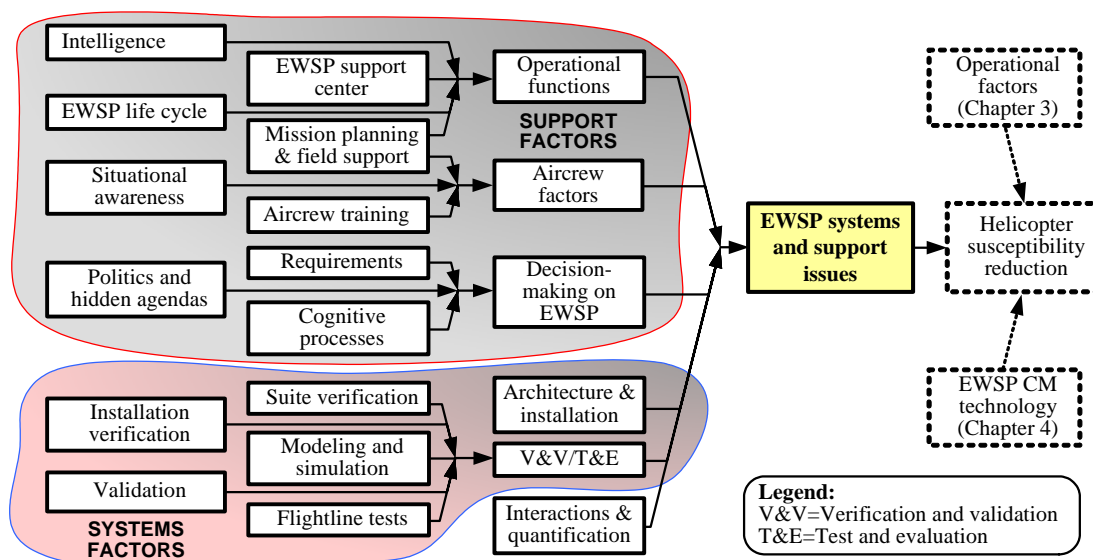 Intelligence
EWSP support
center
EWSP life cycle
Mission planning
& field support
Situational
awareness
Aircrew training
Operational
functions
SUPPORT
FACTORS
Aircrew
factors
Politics and
hidden agendas
Requirements
Cognitive
processes
Decision-
making on
EWSP
Installation
verification
Suite verification
Modeling and
simulation
Validation
Flightline tests
SYSTEMS
FACTORS
Architecture &
installation
V&V/T&E
Interactions &
quantification
EWSP systems
and support
issues
Operational
factors
(Chapter 3)
Helicopter
susceptibility
reduction
EWSP CM
technology
(Chapter 4)
Legend:
V&V=Verification and validation
T&E=Test and evaluation